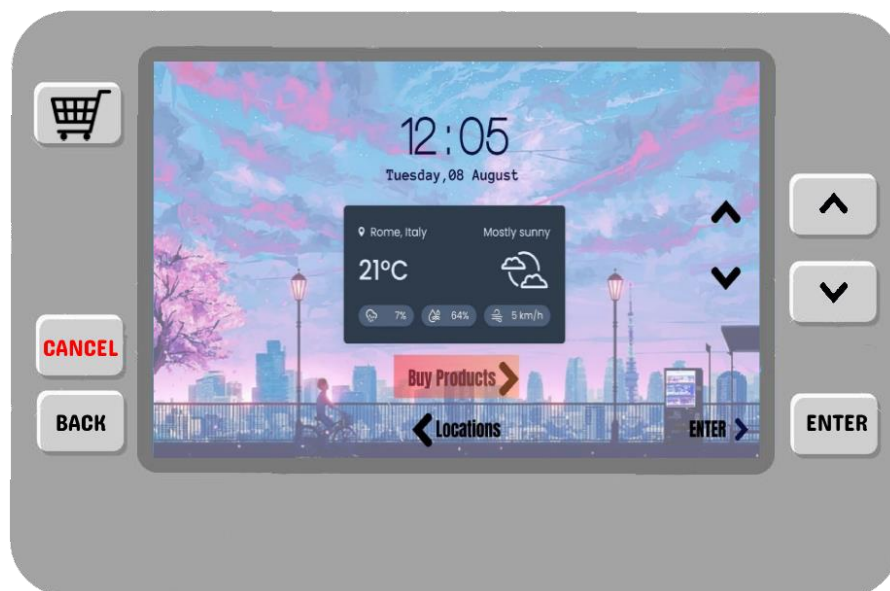 12:05
Tuesday,08 August
Rome, Italy
Mostly sunny
21°C
7%
64%
5 km/h
CANCEL
Buy Products
BACK
Locations
ENTER
ENTER